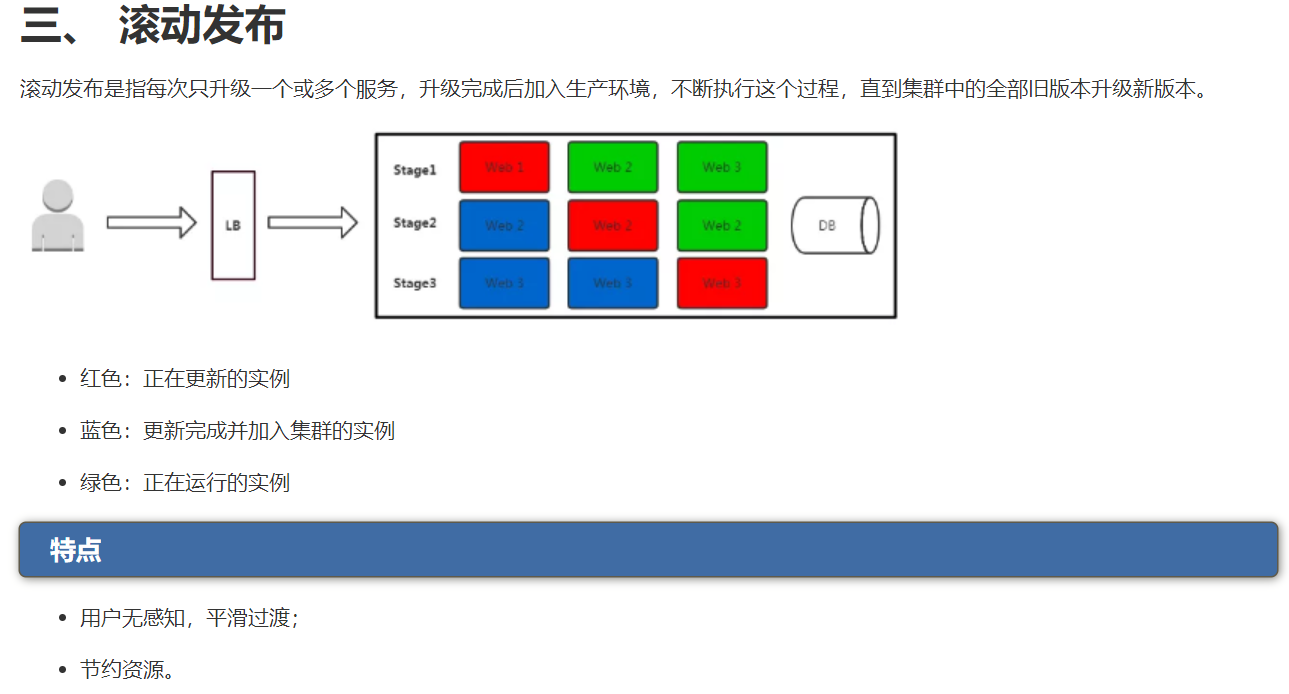 三、 滚动发布
滚动发布是指每次只升级一个或多个服务，升级完成后加入生产环境，不断执行这个过程，直到集群中的全部旧版本升级新版本。
Stage1 Web 1 Web 2 Web 3
LB Stage2 Web 2 Web 2 Web 2 DB
Stage3 Web 3 Web 3 Web 3
• 红色：正在更新的实例
• 蓝色：更新完成并加入集群的实例
• 绿色：正在运行的实例
特点
• 用户无感知，平滑过渡；
• 节约资源。